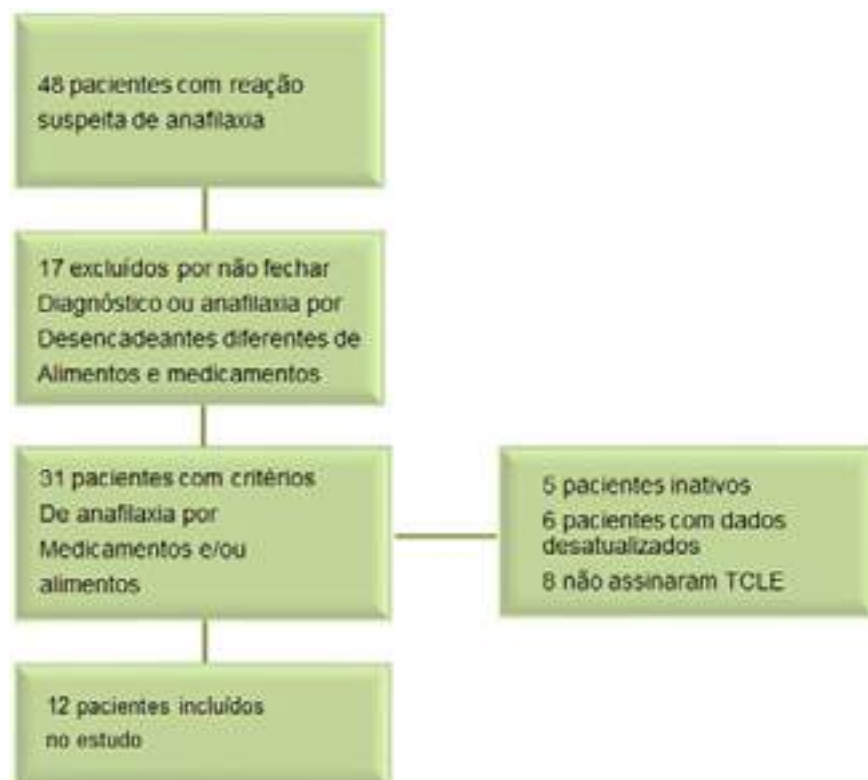 48 pacientes com reação
suspeita de anafilaxia
17 excluídos por não fechar
Diagnóstico ou anafilaxia por
Desencadeantes diferentes de
Alimentos e medicamentos
31 pacientes com critérios
De anafilaxia por
Medicamentos e/ou
alimentos
5 pacientes inativos
6 pacientes com dados
desatualizados
8 não assinaram TCLE
12 pacientes incluídos
no estudo